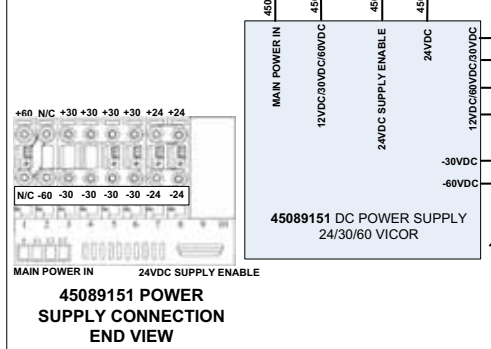 450
450
450
450
MAIN POWER IN
12VDC/30VDC/60VDC
24VDC SUPPLY ENABLE
24VDC
12VDC/60VDC/30VDC
-30VDC
-60VDC
45089151 DC POWER SUPPLY
24/30/60 VICOR
+60 N/C +30 +30 +30 +30 +24 +24
N/C -60 -30 -30 -30 -30 -24 -24
1 2 3 4 5 6 7 8 9 10
MAIN POWER IN
24VDC SUPPLY ENABLE
45089151 POWER
SUPPLY CONNECTION
END VIEW